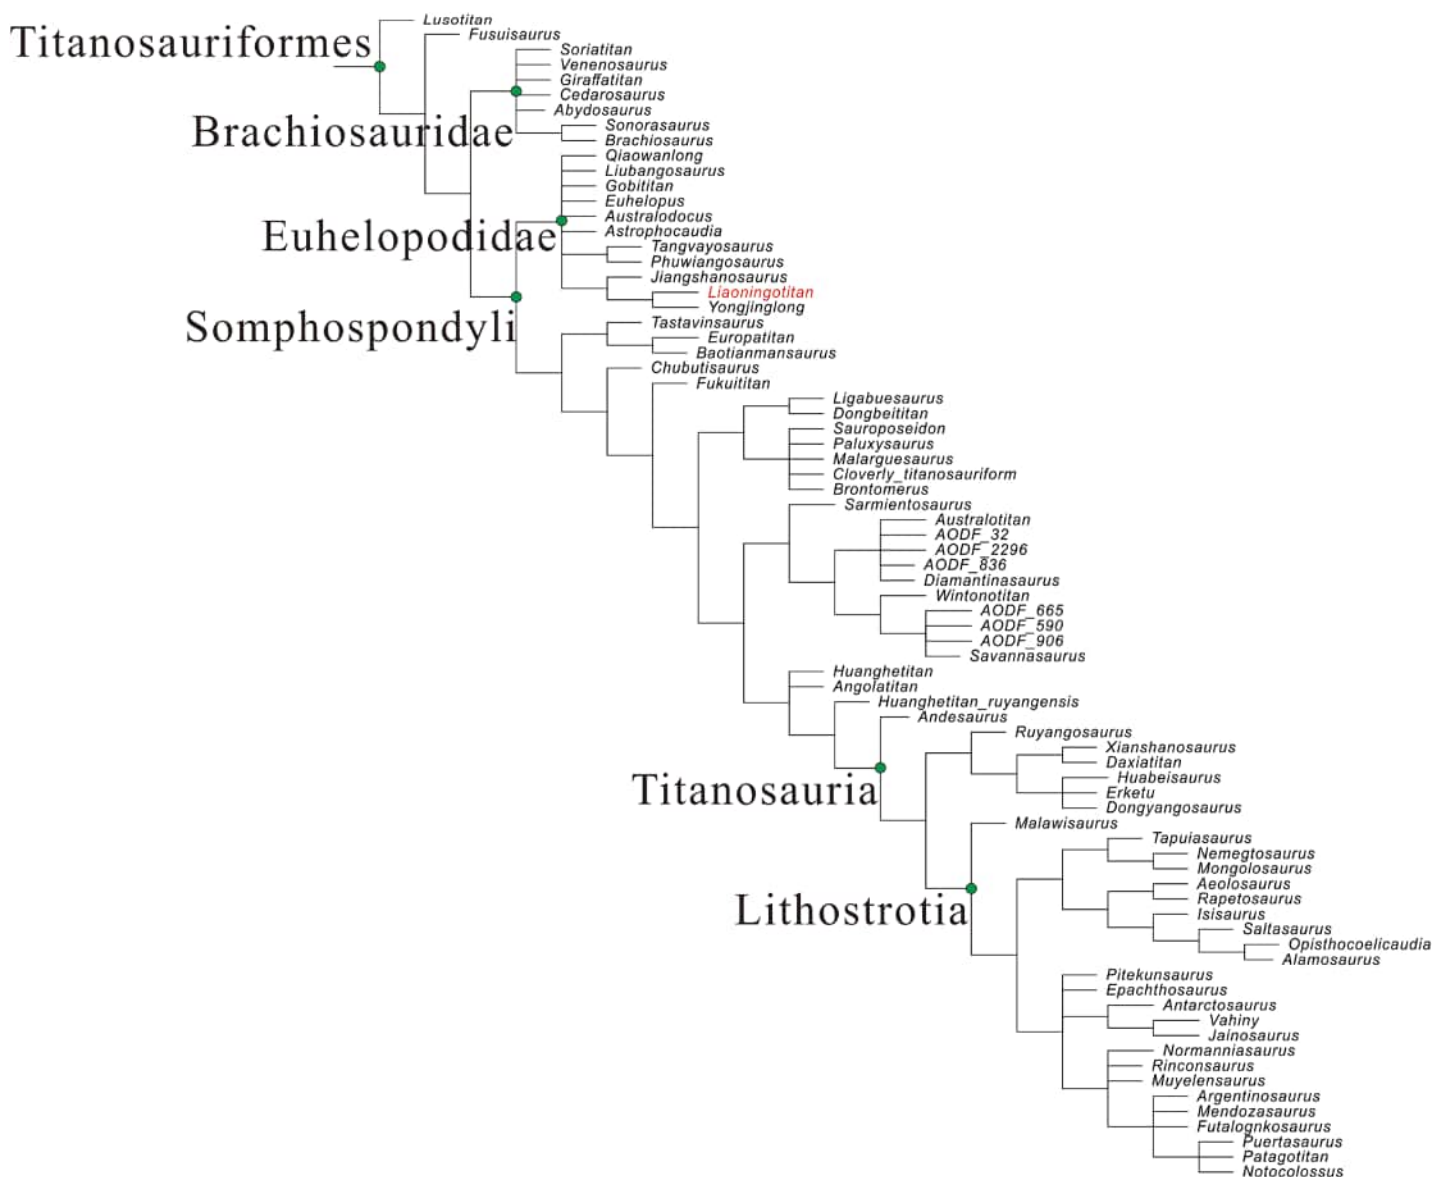 Lusotitan
Titanosauriformes
Fusuisaurus
Soriatitan
Venenosaurus
Giraffatitan
Cedarosaurus
Abydosaurus
Brachiosauridae
Sonorasaurus
Brachiosaurus
Qiaowanlong
Liubangosaurus
Gobititan
Euhelopus
Australodocus
Astrophocaudia
Euhelopodidae
Tangvayosaurus
Phuwiangosaurus
Jiangshanosaurus
Liaoningotitan
Yongjinglong
Somphospondyli
Tastavinsaurus
Europatitan
Baotianmansaurus
Chubutisaurus
Fukuititan
Ligabuesaurus
Dongbeititan
Sauroposeidon
Paluxysaurus
Malarguesaurus
Cloverly_titanosauriform
Brontomerus
Sarmientosaurus
Australotitan
AODF_32
AODF_2296
AODF_836
Diamantinasaurus
Wintonotitan
AODF_665
AODF_590
AODF_906
Savannasaurus
Huanghetitan
Angolatitan
Huanghetitan_ruyangensis
Andesaurus
Ruyangosaurus
Xianshanosaurus
Daxiatitan
Huabeisaurus
Titanosauria
Erketu
Dongyangosaurus
Malawisaurus
Tapuiasaurus
Nemegtosaurus
Mongolosaurus
Aeolosaurus
Rapetosaurus
Lithostrotia
Isisaurus
Saltasaurus
Opisthocoelicaudia
Alamosaurus
Pitekunsaurus
Epachthosaurus
Antarctosaurus
Vahiny
Jainosaurus
Normanniasaurus
Rinconsaurus
Muyelensaurus
Argentinosaurus
Mendozasaurus
Futalognkosaurus
Puertasaurus
Patagotitan
Notocolossus